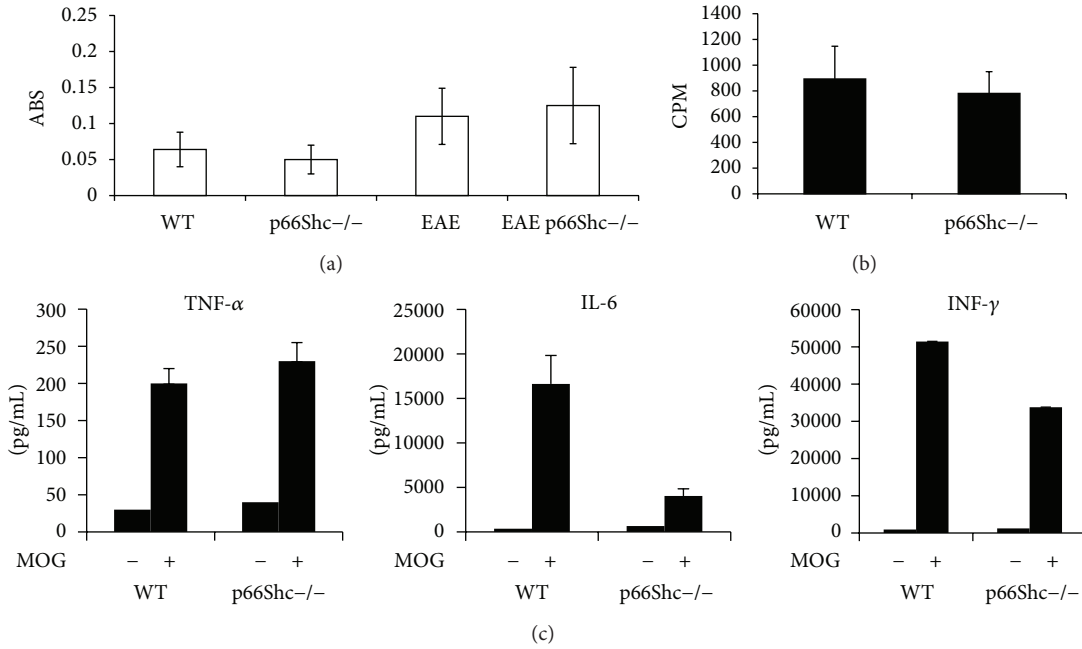 0.25
0.2
0.15
0.1
0.05
0
ABS
WT p66Shc−/− EAE EAE p66Shc−/−
(a)
1400
1200
1000
800
600
400
200
0
CPM
WT p66Shc−/−
(b)
TNF-α
300
250
200
150
100
50
0
(pg/mL)
MOG − + − +
WT p66Shc−/−
IL-6
25000
20000
15000
10000
5000
0
(pg/mL)
− + − +
WT p66Shc−/−
INF-γ
60000
50000
40000
30000
20000
10000
0
(pg/mL)
MOG − + − +
WT p66Shc−/−
(c)